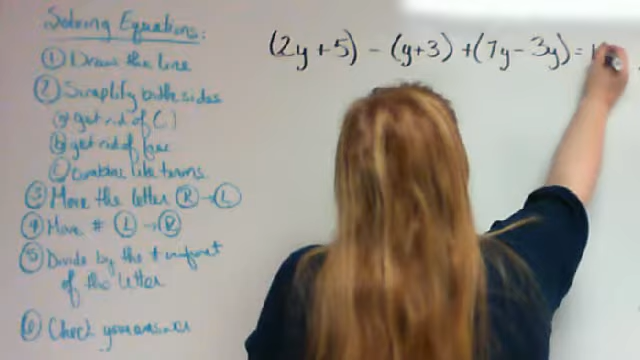 Solving Equations:
(2y+5) - (y+3) + (7y-3y) =
① Draw the line
② Simplify both sides
ⓐ get rid of ( )
ⓑ get rid of
ⓒ Combine like terms
③ Move the letter Ⓡ→Ⓛ
④ Move # Ⓛ→Ⓡ
⑤ Divide by the # in front
of the letter
⑥ Check your answer